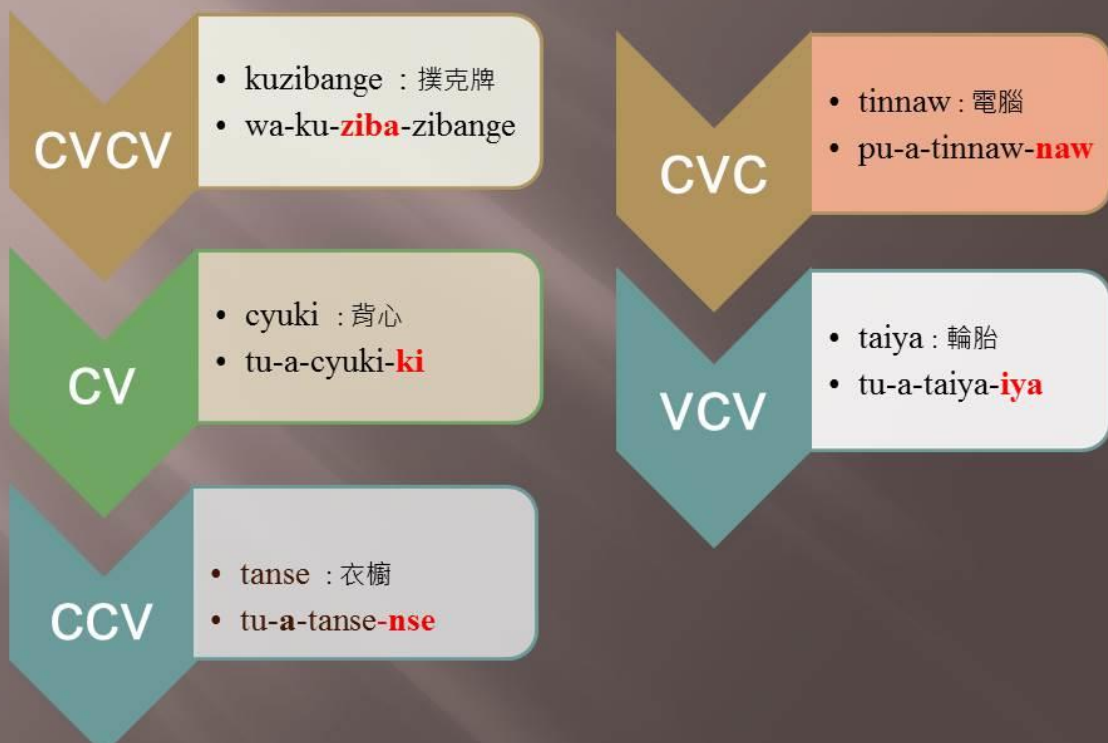 CVCV
• kuzibange : 撲克牌
• wa-ku-ziba-zibange
CV
• cyuki : 背心
• tu-a-cyuki-ki
CCV
• tanse : 衣櫥
• tu-a-tanse-nse
CVC
• tinnaw : 電腦
• pu-a-tinnaw-naw
VCV
• taiya : 輪胎
• tu-a-taiya-iya